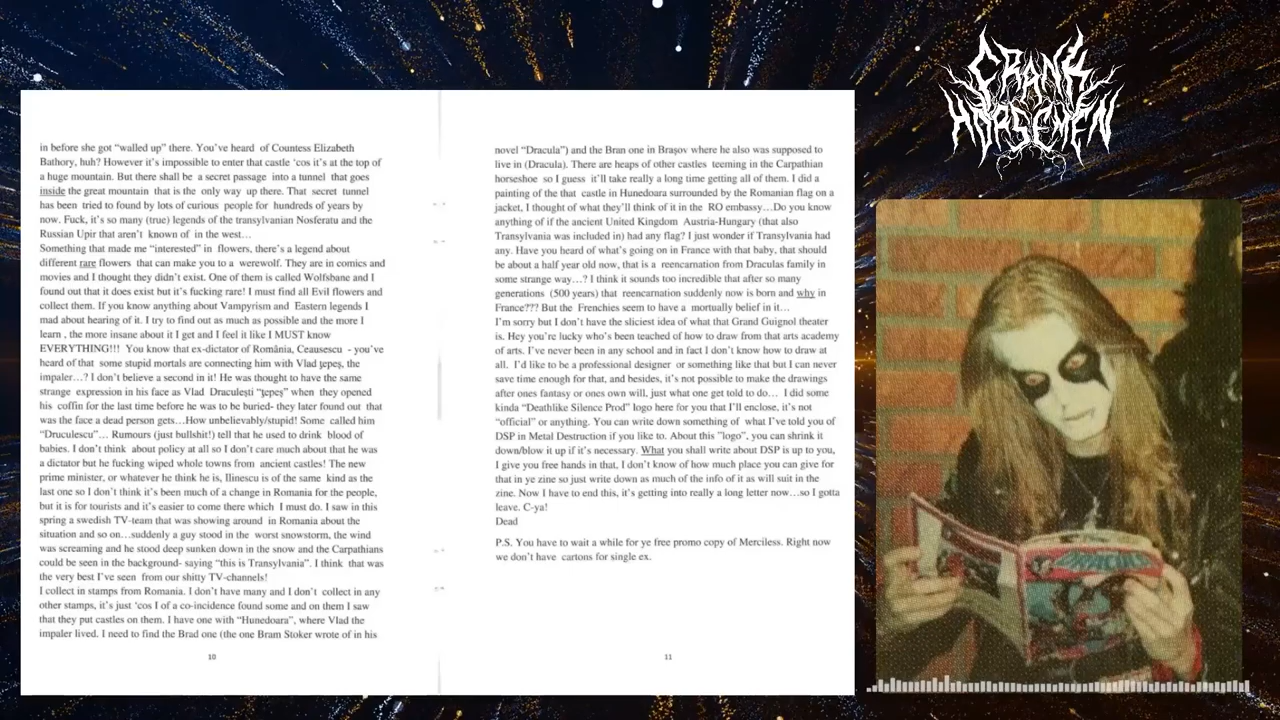 CRANK
HORSEMEN
in before she got “walled up” there. You’ve heard of Countess Elizabeth
Bathory, huh? However it’s impossible to enter that castle ‘cos it’s at the top of
a huge mountain. But there shall be a secret passage into a tunnel that goes
inside the great mountain that is the only way up there. That secret tunnel
has been tried to found by lots of curious people for hundreds of years by
now. Fuck, it’s so many (true) legends of the transylvanian Nosferatu and the
Russian Upir that aren’t known of in the west…
Something that made me “interested” in flowers, there’s a legend about
different rare flowers that can make you to a werewolf. They are in comics and
movies and I thought they didn’t exist. One of them is called Wolfsbane and I
found out that it does exist but it’s fucking rare! I must find all Evil flowers and
collect them. If you know anything about Vampyrism and Eastern legends I
mad about hearing of it. I try to find out as much as possible and the more I
learn , the more insane about it I get and I feel it like I MUST know
EVERYTHING!!! You know that ex-dictator of România, Ceausescu - you’ve
heard of that some stupid mortals are connecting him with Vlad ţepeş, the
impaler…? I don’t believe a second in it! He was thought to have the same
strange expression in his face as Vlad Draculeşti “ţepeş” when they opened
his coffin for the last time before he was to be buried- they later found out that
was the face a dead person gets…How unbelievably/stupid! Some called him
“Druculescu”… Rumours (just bullshit!) tell that he used to drink blood of
babies. I don’t think about policy at all so I don’t care much about that he was
a dictator but he fucking wiped whole towns from ancient castles! The new
prime minister, or whatever he think he is, Ilinescu is of the same kind as the
last one so I don’t think it’s been much of a change in Romania for the people,
but it is for tourists and it’s easier to come there which I must do. I saw in this
spring a swedish TV-team that was showing around in Romania about the
situation and so on…suddenly a guy stood in the worst snowstorm, the wind
was screaming and he stood deep sunken down in the snow and the Carpathians
could be seen in the background- saying “this is Transylvania”. I think that was
the very best I’ve seen from our shitty TV-channels!
I collect in stamps from Romania. I don’t have many and I don’t collect in any
other stamps, it’s just ‘cos I of a co-incidence found some and on them I saw
that they put castles on them. I have one with “Hunedoara”, where Vlad the
impaler lived. I need to find the Brad one (the one Bram Stoker wrote of in his
10
novel “Dracula”) and the Bran one in Braşov where he also was supposed to
live in (Dracula). There are heaps of other castles teeming in the Carpathian
horseshoe so I guess it’ll take really a long time getting all of them. I did a
painting of the that castle in Hunedoara surrounded by the Romanian flag on a
jacket, I thought of what they’ll think of it in the RO embassy…Do you know
anything of if the ancient United Kingdom Austria-Hungary (that also
Transylvania was included in) had any flag? I just wonder if Transylvania had
any. Have you heard of what’s going on in France with that baby, that should
be about a half year old now, that is a reencarnation from Draculas family in
some strange way…? I think it sounds too incredible that after so many
generations (500 years) that reencarnation suddenly now is born and why in
France??? But the Frenchies seem to have a mortually belief in it…
I’m sorry but I don’t have the sliciest idea of what that Grand Guignol theater
is. Hey you’re lucky who’s been teached of how to draw from that arts academy
of arts. I’ve never been in any school and in fact I don’t know how to draw at
all. I’d like to be a professional designer or something like that but I can never
save time enough for that, and besides, it’s not possible to make the drawings
after ones fantasy or ones own will, just what one get told to do… I did some
kinda “Deathlike Silence Prod” logo here for you that I’ll enclose, it’s not
“official” or anything. You can write down something of what I’ve told you of
DSP in Metal Destruction if you like to. About this ”logo”, you can shrink it
down/blow it up if it’s necessary. What you shall write about DSP is up to you,
I give you free hands in that, I don’t know of how much place you can give for
that in ye zine so just write down as much of the info of it as will suit in the
zine. Now I have to end this, it’s getting into really a long letter now…so I gotta
leave. C-ya!
Dead
P.S. You have to wait a while for ye free promo copy of Merciless. Right now
we don’t have cartons for single ex.
11